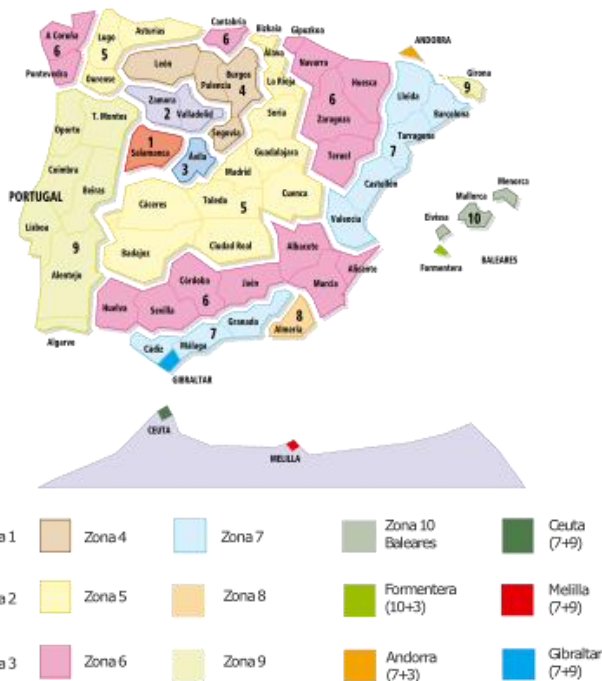 Cantabria
Asturias
Bizkaia
Gipuzkoa
A Coruña
Lugo
6
6
5
ANDORRA
Álava
Navarra
León
Burgos
Pontevedra
Ourense
Palencia
4
La Rioja
Huesca
Girona
9
Zamora
2
Valladolid
Lleida
6
Barcelona
Soria
Zaragoza
T. Montes
Oporto
1
Segovia
Tarragona
Salamanca
Ávila
3
Guadalajara
Teruel
7
Coimbra
Madrid
Castellón
Menorca
Beiras
Mallorca
PORTUGAL
Cáceres
Toledo
5
Cuenca
Valencia
Eivissa
10
Lisboa
9
Badajoz
Ciudad Real
Albacete
Formentera
BALEARES
Alentejo
Córdoba
Jaén
Murcia
Alicante
Huelva
Sevilla
6
Granada
8
Almería
7
Algarve
Cádiz
Málaga
GIBRALTAR
CEUTA
MELILLA
a 1
Zona 4
Zona 7
Zona 10
Baleares
Ceuta
(7+9)
a 2
Zona 5
Zona 8
Formentera
(10+3)
Melilla
(7+9)
a 3
Zona 6
Zona 9
Andorra
(7+3)
Gibraltar
(7+9)